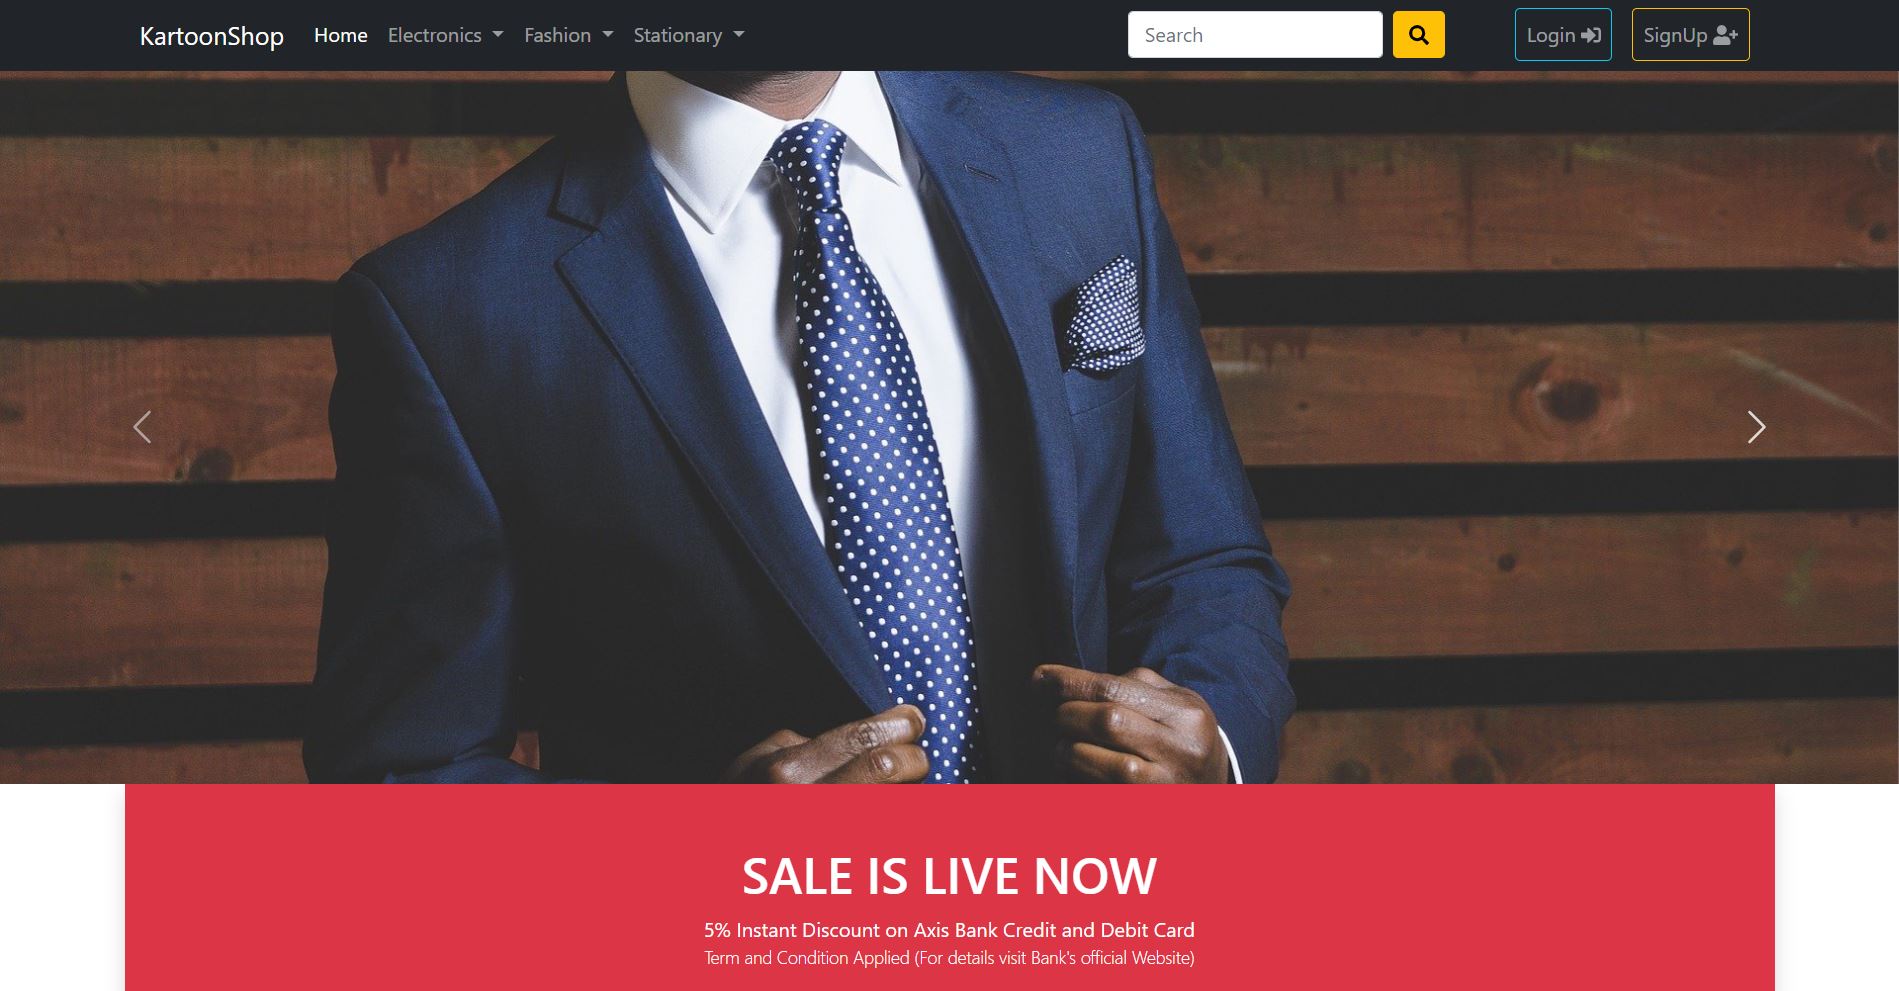 KartoonShop Home Electronics Fashion Stationary Search Login SignUp
SALE IS LIVE NOW
5% Instant Discount on Axis Bank Credit and Debit Card
Term and Condition Applied (For details visit Bank's official Website)